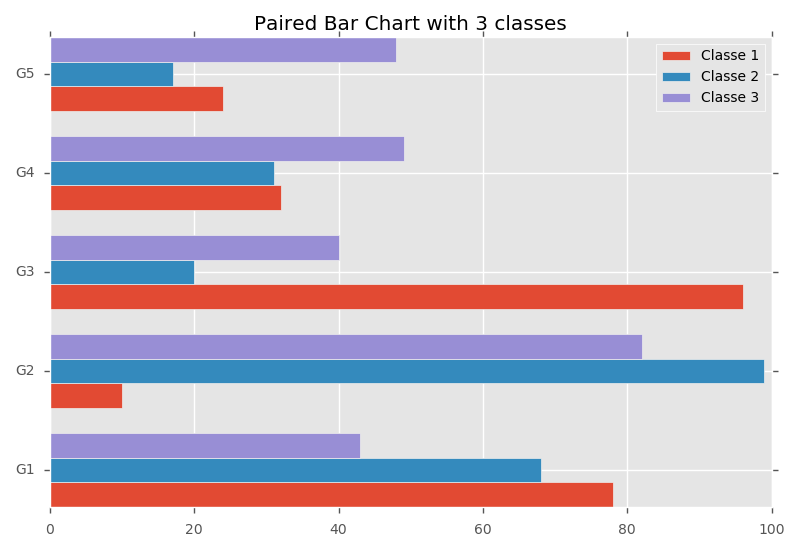 Paired Bar Chart with 3 classes
Classe 1
Classe 2
Classe 3
G5
G4
G3
G2
G1
0 20 40 60 80 100